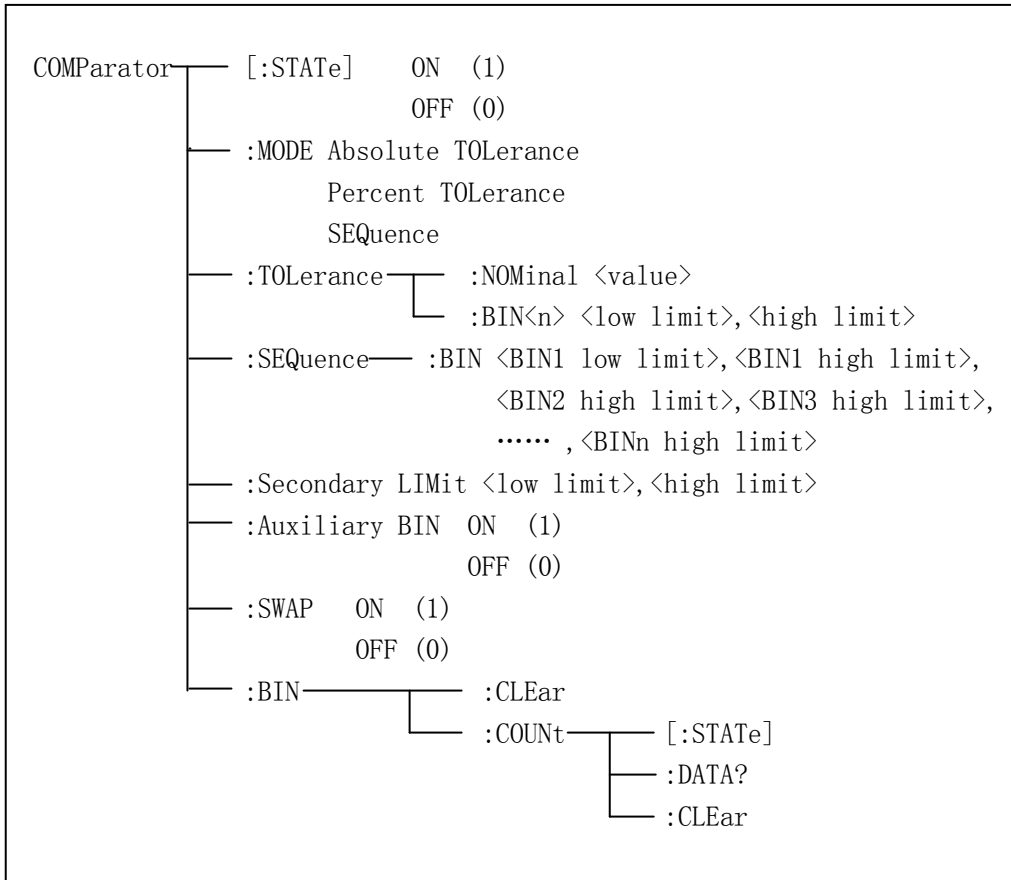 COMParator [:STATe] ON (1)
OFF (0)
:MODE Absolute TOLerance
Percent TOLerance
SEQuence
:TOLerance :NOMinal <value>
:BIN<n> <low limit>,<high limit>
:SEQuence :BIN <BIN1 low limit>,<BIN1 high limit>,
<BIN2 high limit>,<BIN3 high limit>,
…… ,<BINn high limit>
:Secondary LIMit <low limit>,<high limit>
:Auxiliary BIN ON (1)
OFF (0)
:SWAP ON (1)
OFF (0)
:BIN :CLEar
:COUNt [:STATe]
:DATA?
:CLEar